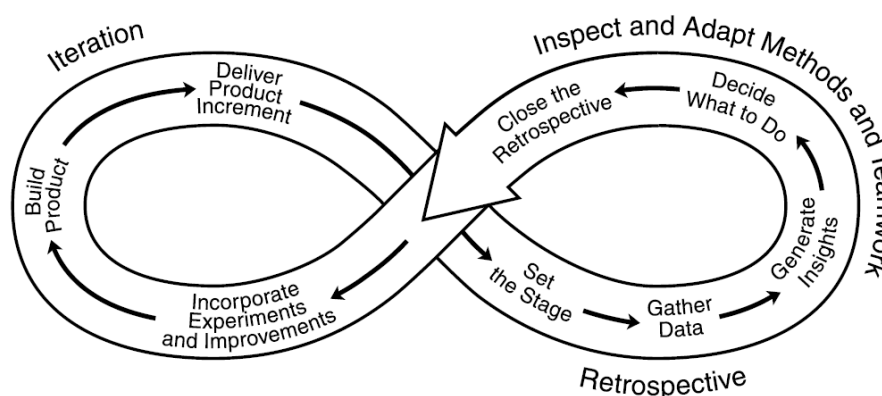 Iteration
Deliver
Product
Increment
Build
Product
Incorporate
Experiments
and Improvements
Inspect and Adapt Methods and Teamwork
Close the
Retrospective
Decide
What to Do
Generate
Insights
Gather
Data
Set
the Stage
Retrospective